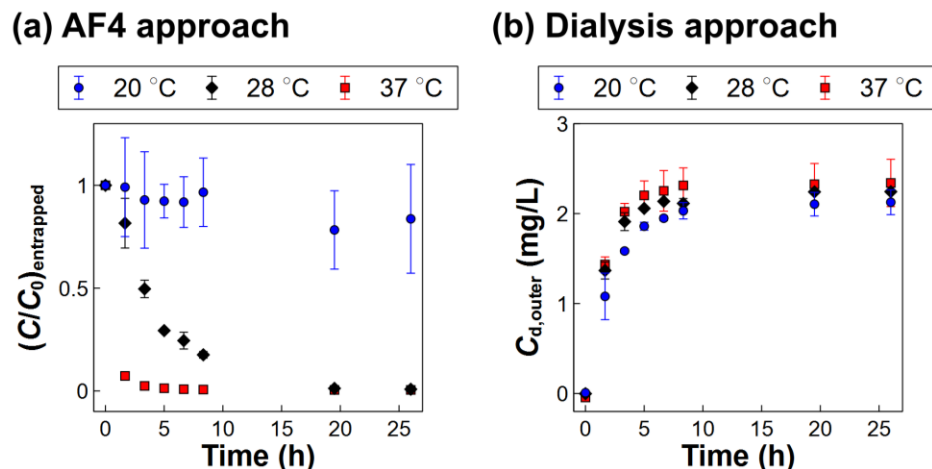 (a) AF4 approach
20 °C 28 °C 37 °C
1
0.5
0
(C/C₀)entrapped
0 5 10 15 20 25
Time (h)
(b) Dialysis approach
20 °C 28 °C 37 °C
3
2
1
0
Cd,outer (mg/L)
0 5 10 15 20 25
Time (h)